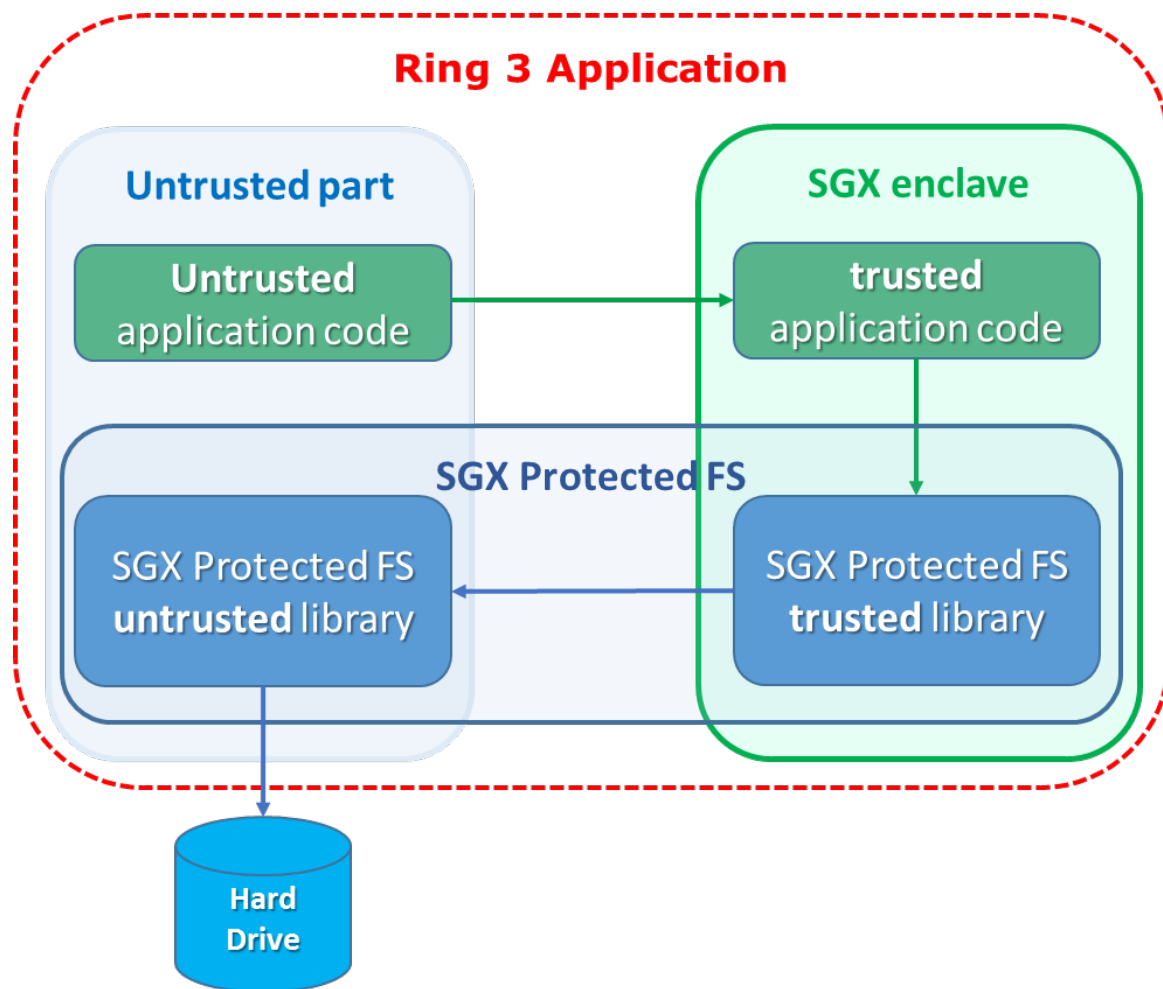 Ring 3 Application
Untrusted part
SGX enclave
Untrusted
application code
trusted
application code
SGX Protected FS
SGX Protected FS
untrusted library
SGX Protected FS
trusted library
Hard
Drive